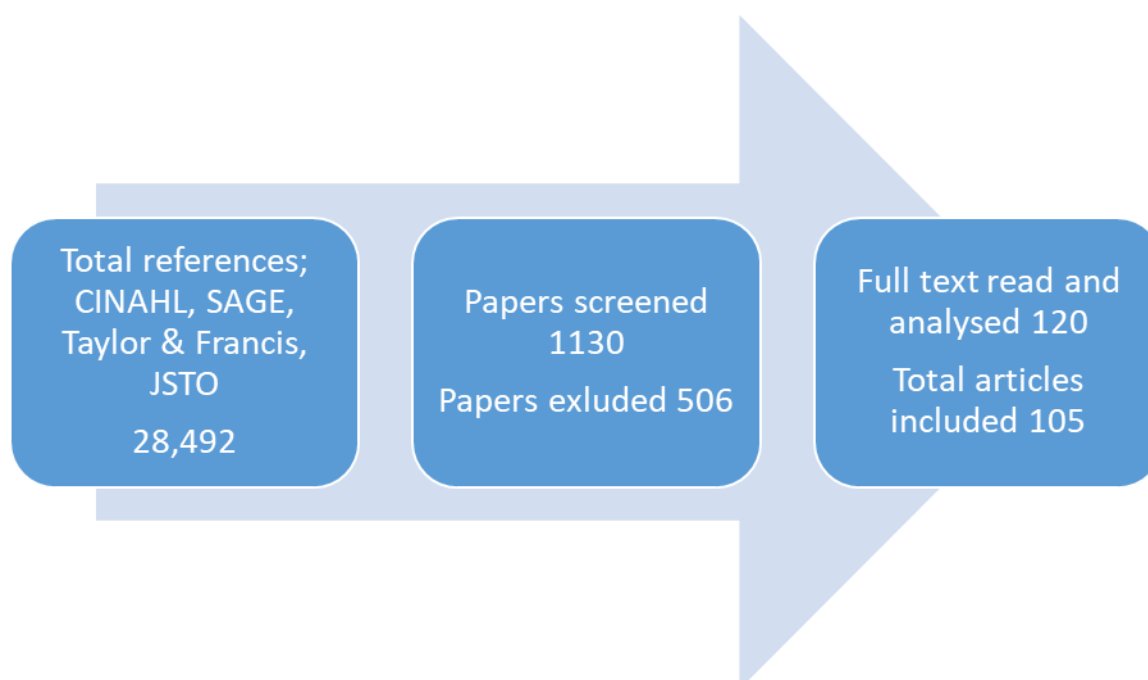 Total references;
CINAHL, SAGE,
Taylor & Francis,
JSTO
28,492
Papers screened
1130
Papers exluded 506
Full text read and
analysed 120
Total articles
included 105